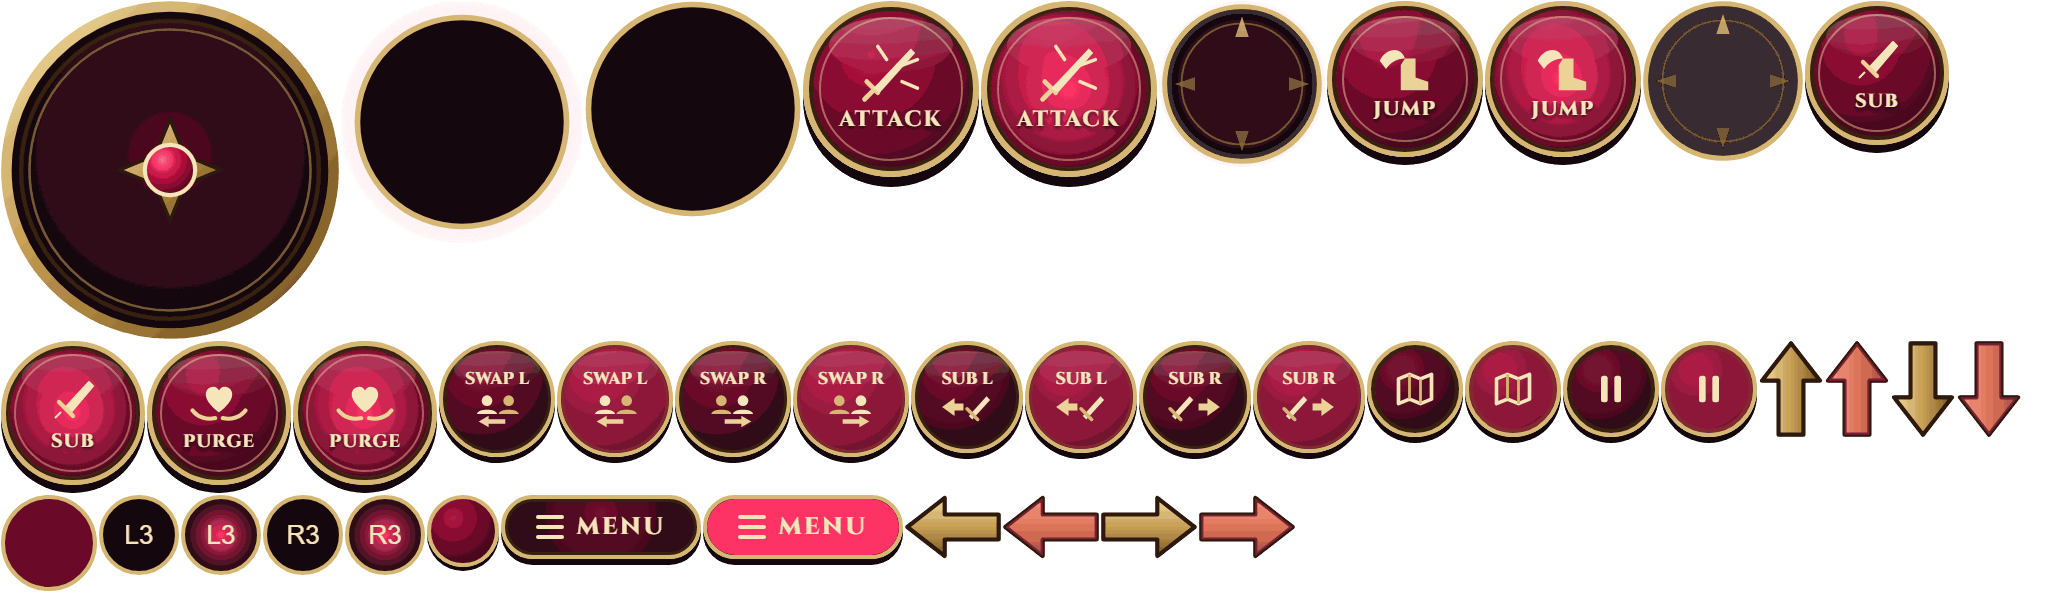 ATTACK
ATTACK
JUMP
JUMP
SUB
SUB
PURGE
PURGE
SWAP L
SWAP L
SWAP R
SWAP R
SUB L
SUB L
SUB R
SUB R
L3
L3
R3
R3
MENU
MENU